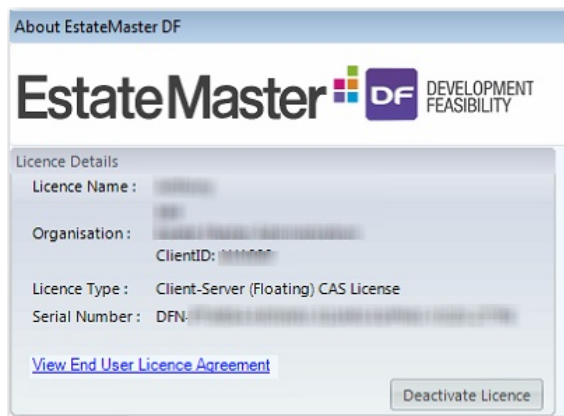 About EstateMaster DF
EstateMaster DF DEVELOPMENT
FEASIBILITY
Licence Details
Licence Name :
Organisation :
ClientID:
Licence Type : Client-Server (Floating) CAS License
Serial Number : DFN-
View End User Licence Agreement
Deactivate Licence